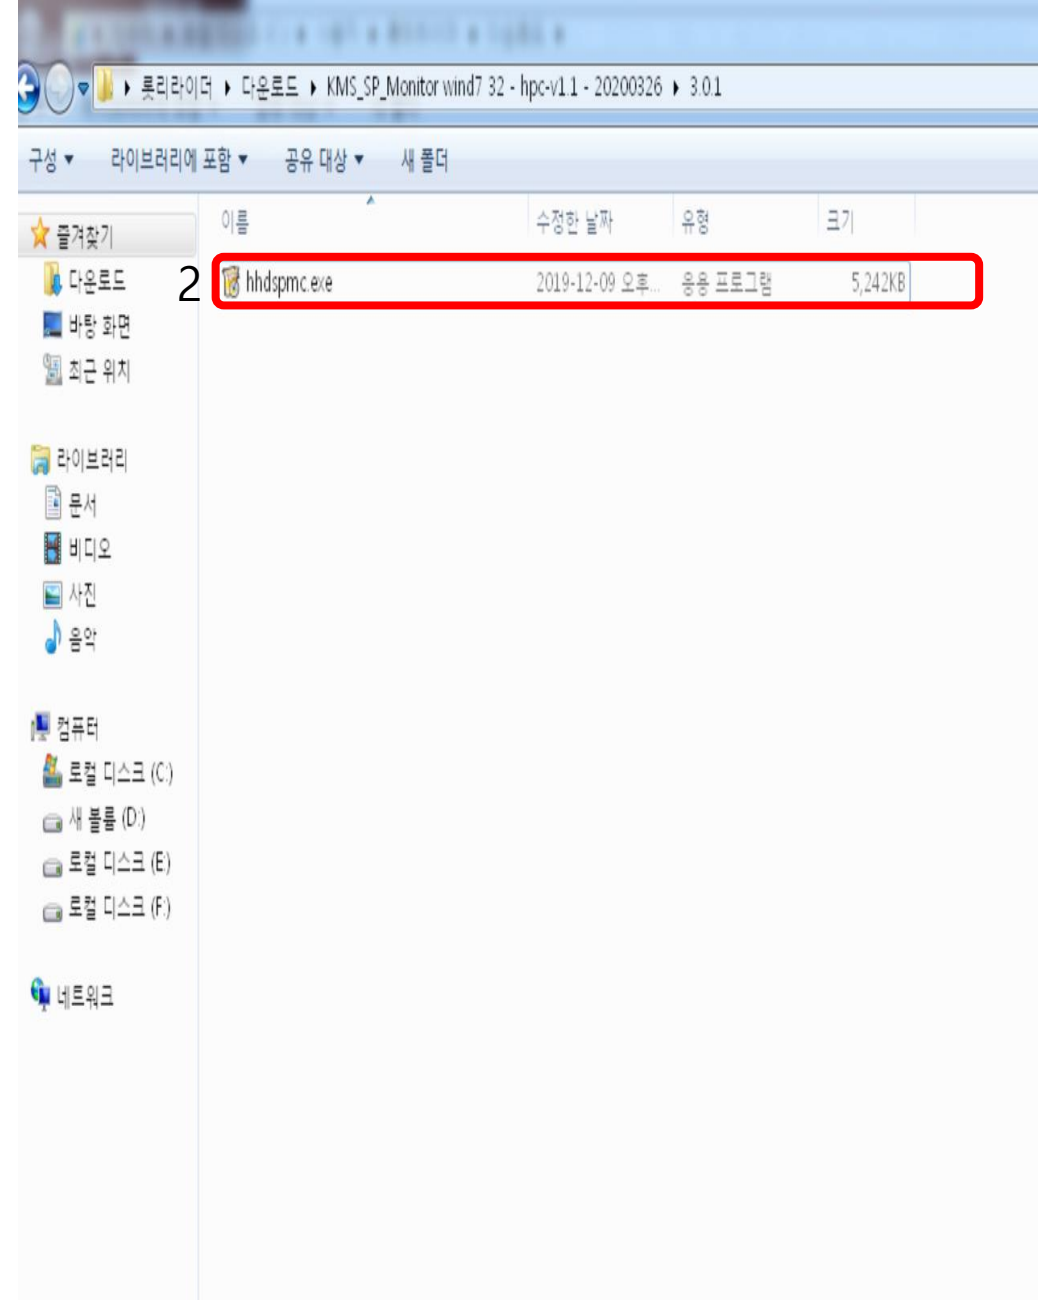 롯리라이더 ▸ 다운로드 ▸ KMS_SP_Monitor wind7 32 - hpc-v1.1 - 20200326 ▸ 3.0.1
구성 ▼ 라이브러리에 포함 ▼ 공유 대상 ▼ 새 폴더
이름 수정한 날짜 유형 크기
즐겨찾기
다운로드
2 hhdspmc.exe 2019-12-09 오후... 응용 프로그램 5,242KB
바탕 화면
최근 위치
라이브러리
문서
비디오
사진
음악
컴퓨터
로컬 디스크 (C:)
새 볼륨 (D:)
로컬 디스크 (E:)
로컬 디스크 (F:)
네트워크